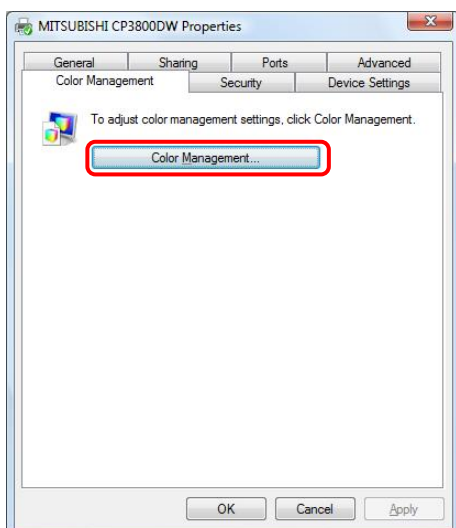 MITSUBISHI CP3800DW Properties
General Sharing Ports Advanced
Color Management Security Device Settings
To adjust color management settings, click Color Management.
Color Management...
OK Cancel Apply